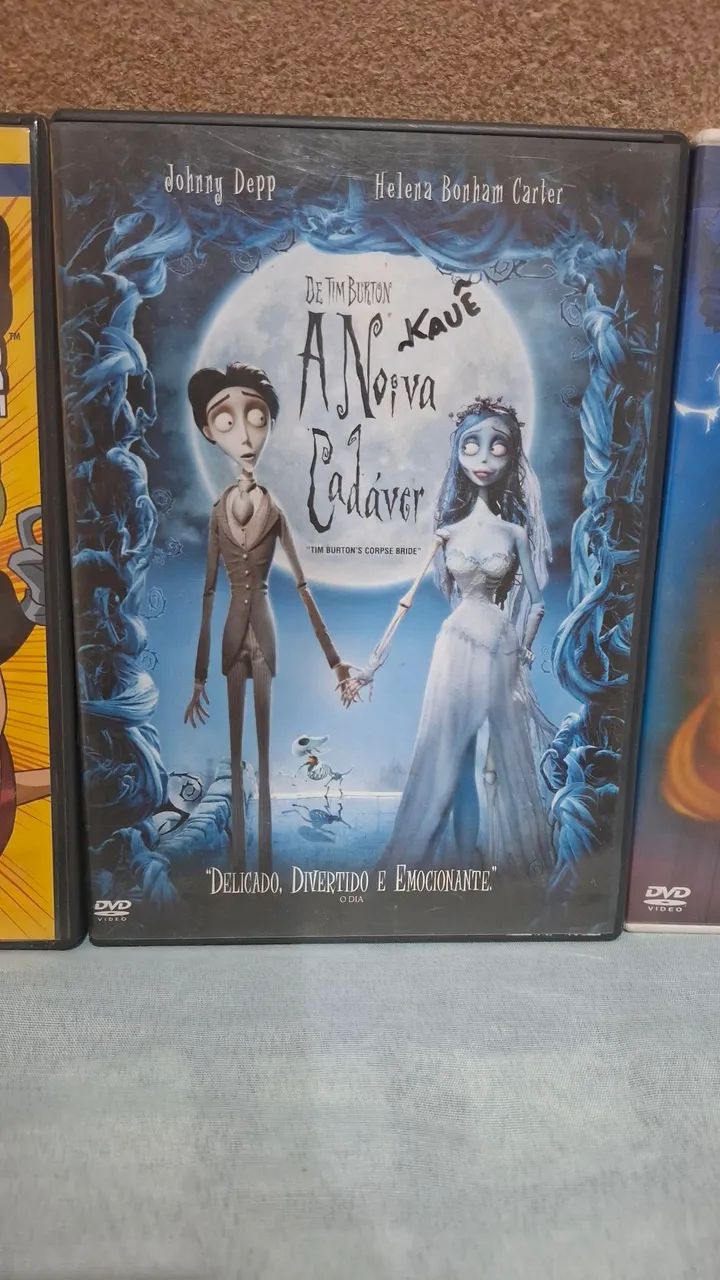 Johnny Depp
Helena Bonham Carter
DE TIM BURTON
KAUÊ
A NOiVA
Cadáver
"TIM BURTON'S CORPSE BRIDE"
"DELICADO, DIVERTIDO E EMOCIONANTE."
O DIA
DVD
VIDEO
DVD
VIDEO
TM